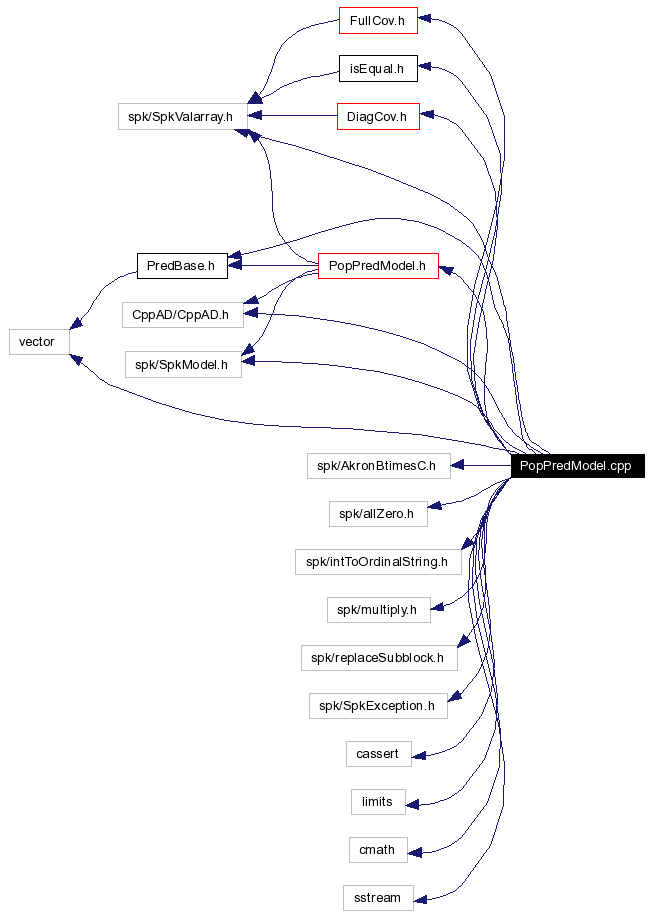 FullCov.h
isEqual.h
spk/SpkValarray.h
DiagCov.h
PredBase.h
PopPredModel.h
CppAD/CppAD.h
vector
spk/SpkModel.h
spk/AkronBtimesC.h
PopPredModel.cpp
spk/allZero.h
spk/intToOrdinalString.h
spk/multiply.h
spk/replaceSubblock.h
spk/SpkException.h
cassert
limits
cmath
sstream